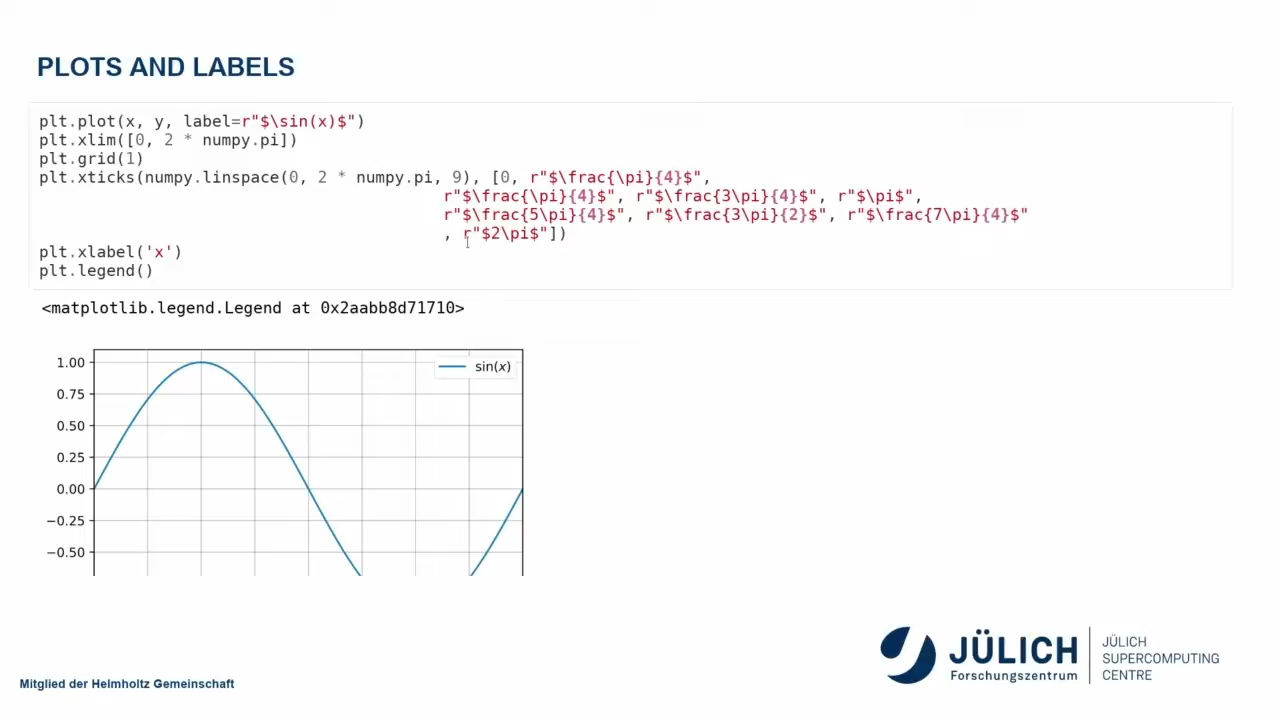 PLOTS AND LABELS
plt.plot(x, y, label=r"$\sin(x)$")
plt.xlim([0, 2 * numpy.pi])
plt.grid(1)
plt.xticks(numpy.linspace(0, 2 * numpy.pi, 9), [0, r"$\frac{\pi}{4}$",
r"$\frac{\pi}{4}$", r"$\frac{3\pi}{4}$", r"$\pi$",
r"$\frac{5\pi}{4}$", r"$\frac{3\pi}{2}$", r"$\frac{7\pi}{4}$"
, r"$2\pi$"])
plt.xlabel('x')
plt.legend()
<matplotlib.legend.Legend at 0x2aabb8d71710>
sin(x)
1.00
0.75
0.50
0.25
0.00
−0.25
−0.50
JÜLICH
Forschungszentrum
JÜLICH
SUPERCOMPUTING
CENTRE
Mitglied der Helmholtz Gemeinschaft